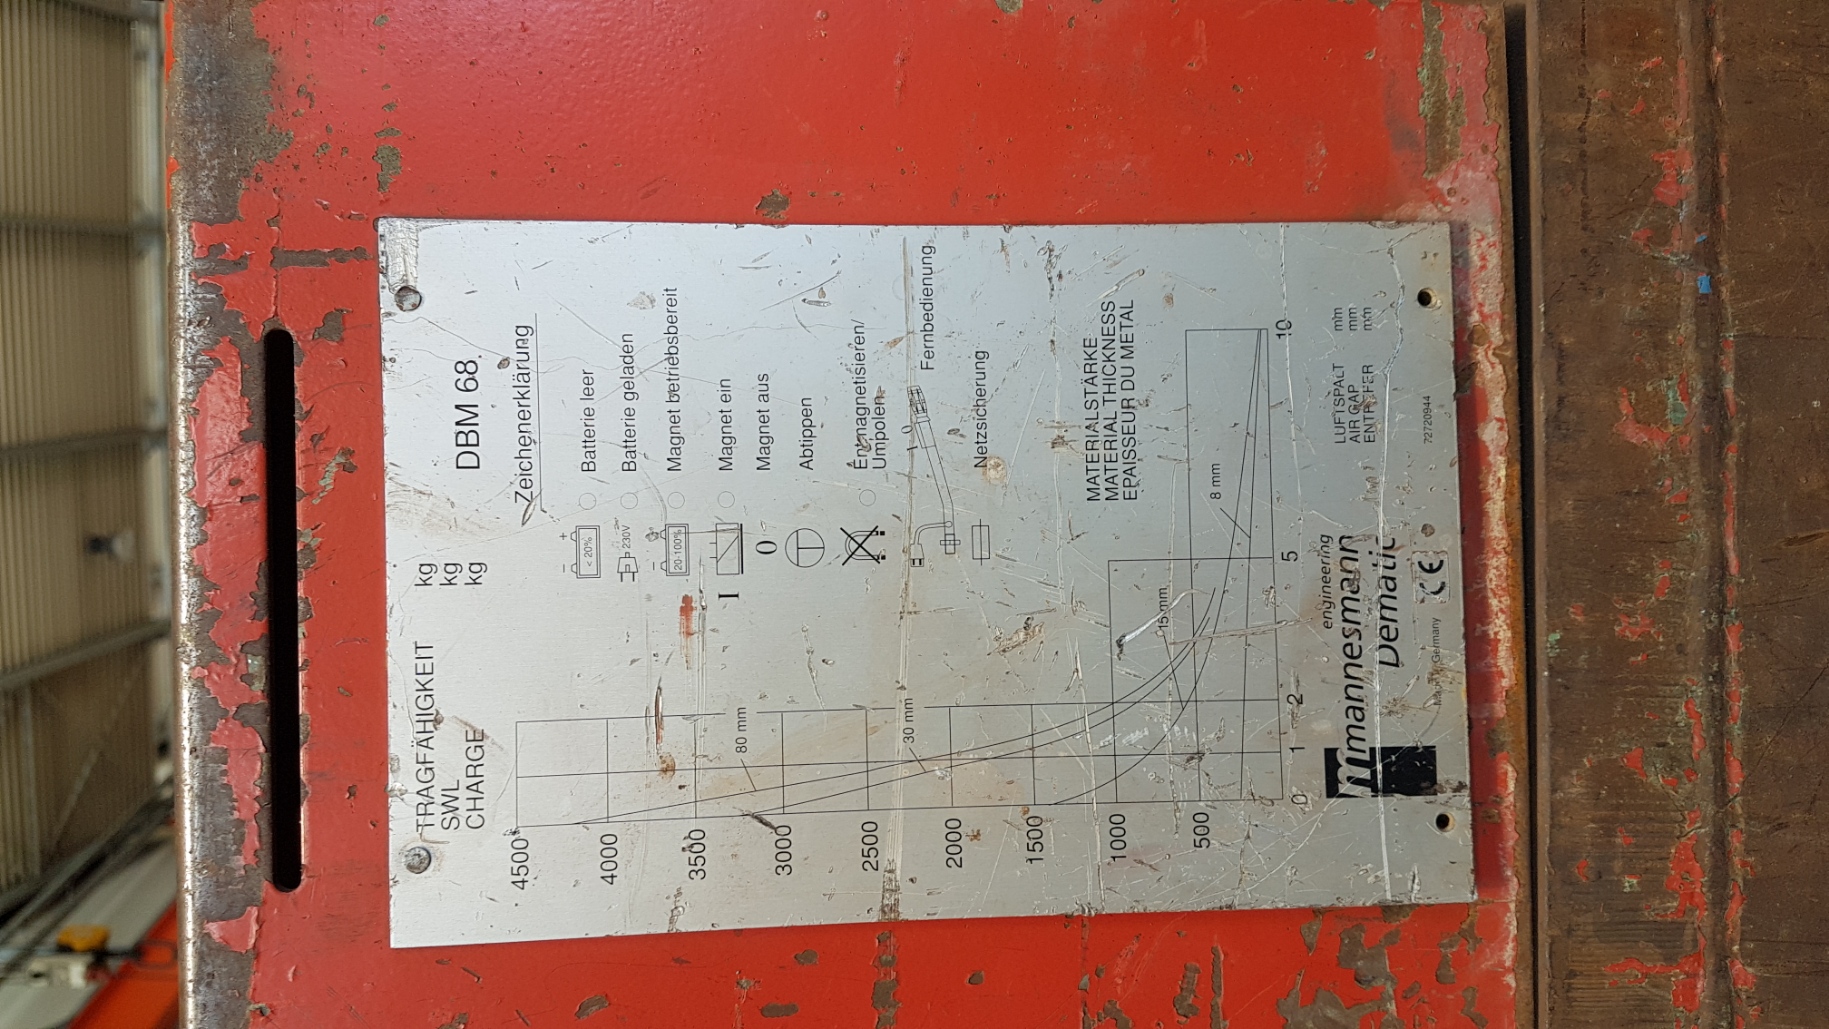 TRAGFÄHIGKEIT kg
SWL kg
CHARGE kg
DBM 68
Zeichenerklärung
- +
< 20%
Batterie leer
230V
Batterie geladen
20-100%
Magnet betriebsbereit
I
Magnet ein
0
Magnet aus
Abtippen
Entmagnetisieren/
Umpolen
I 0
Fernbedienung
Netzsicherung
4500
4000
3500
3000
2500
2000
1500
1000
500
80 mm
30 mm
15 mm
8 mm
MATERIALSTÄRKE
MATERIAL THICKNESS
EPAISSEUR DU METAL
0 1 2 5 10
LUFTSPALT mm
AIR GAP mm
ENTREFER mm
engineering
mannesmann
Dematic
Germany
CE
72720944